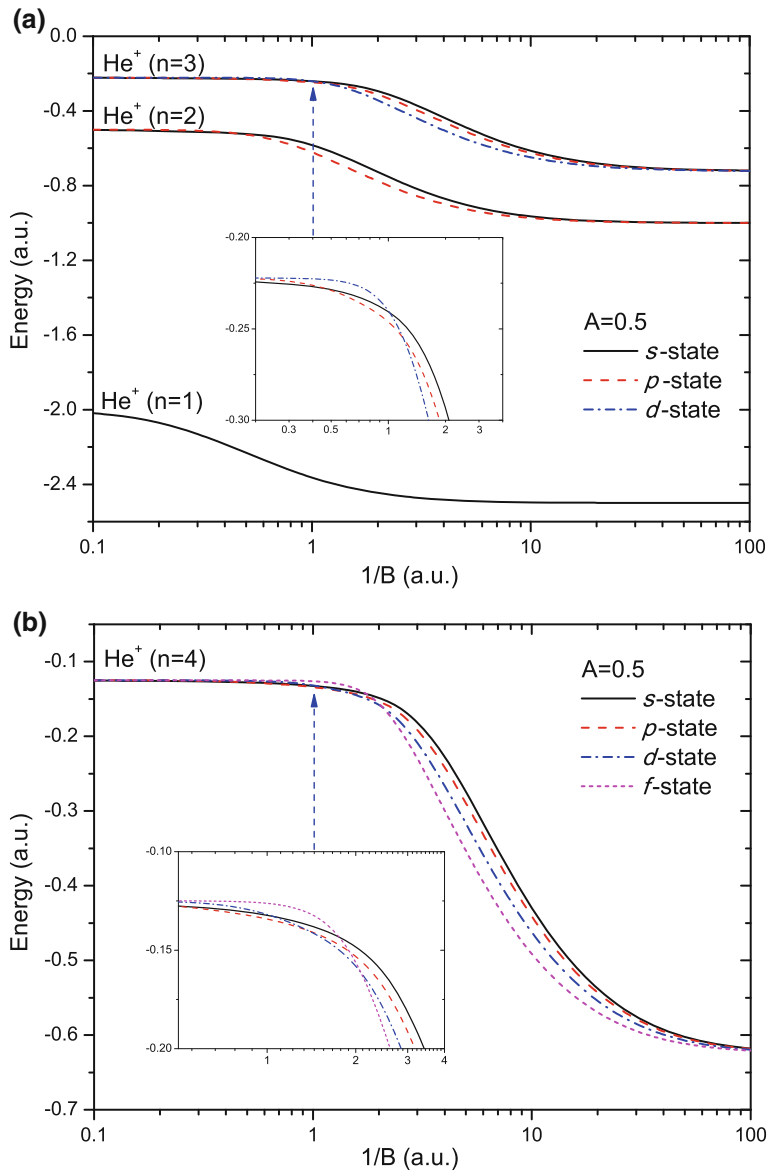 (a)
0.0
-0.4
-0.8
-1.2
-1.6
-2.0
-2.4
Energy (a.u.)
He⁺ (n=3)
He⁺ (n=2)
He⁺ (n=1)
-0.20
-0.25
-0.30
0.3 0.5 1 2 3
A=0.5
s-state
p-state
d-state
0.1 1 10 100
1/B (a.u.)
(b)
-0.1
-0.2
-0.3
-0.4
-0.5
-0.6
-0.7
Energy (a.u.)
He⁺ (n=4)
A=0.5
s-state
p-state
d-state
f-state
-0.10
-0.15
-0.20
1 2 3 4
0.1 1 10 100
1/B (a.u.)